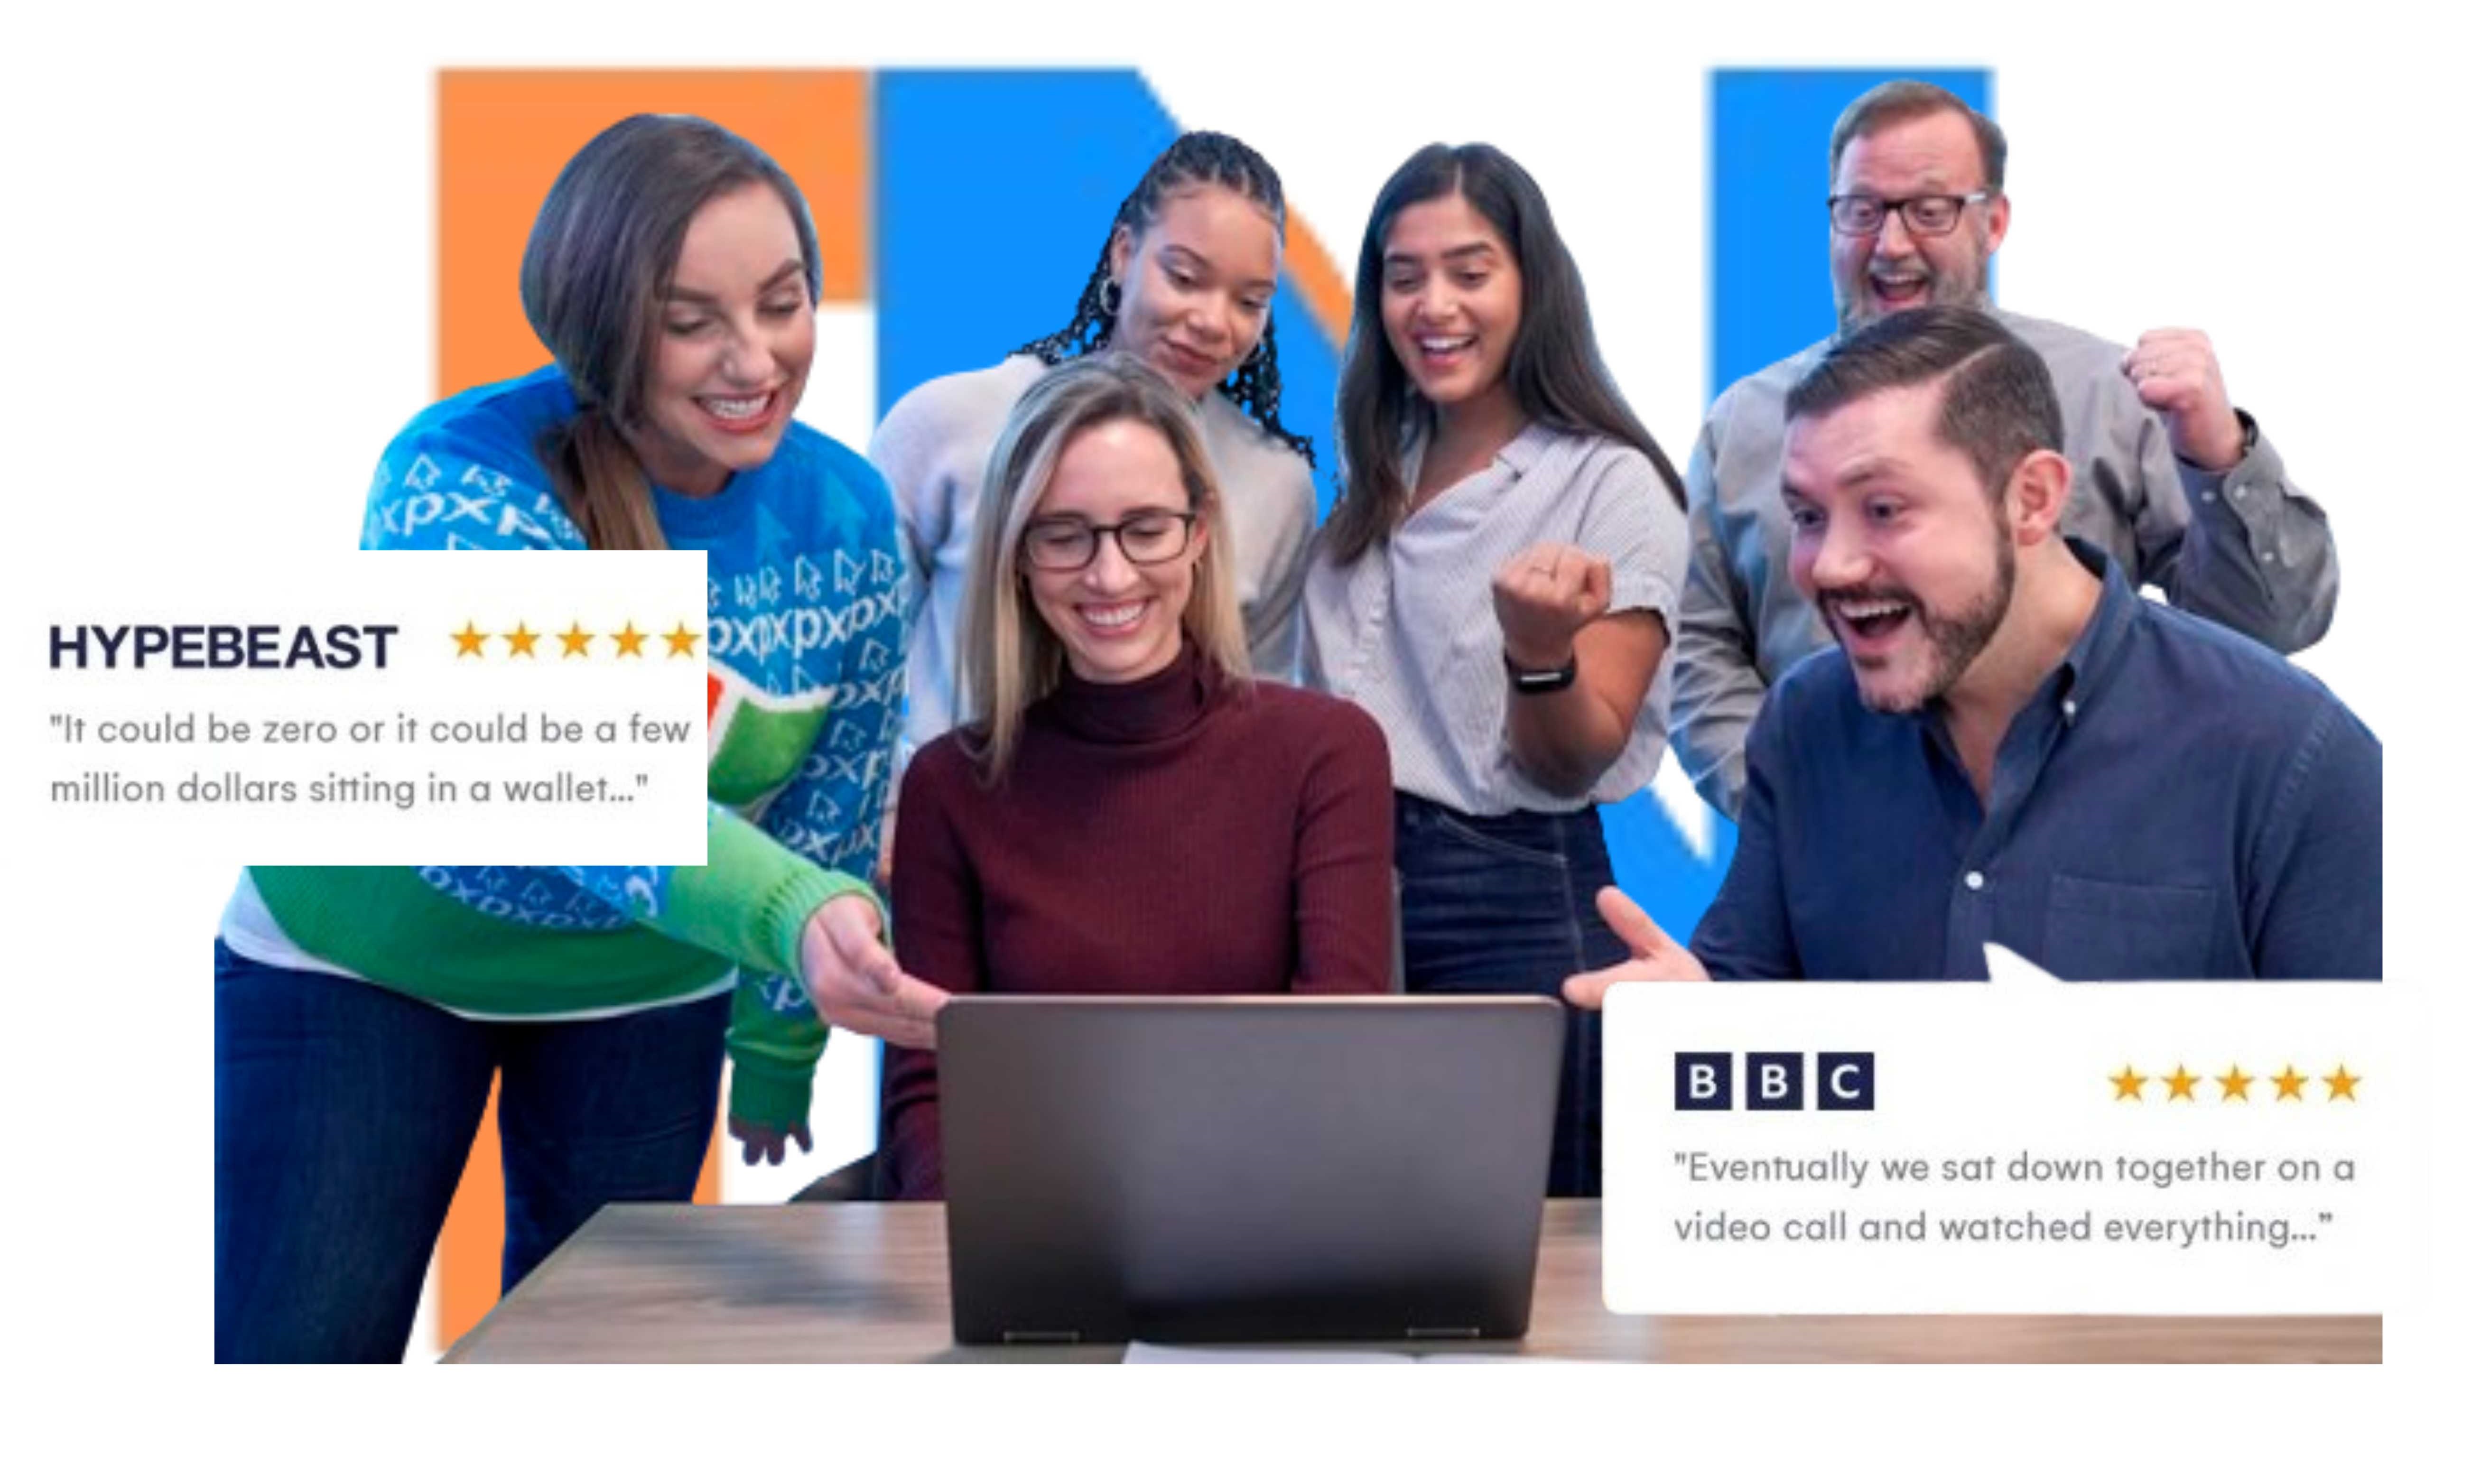 HYPEBEAST ★★★★★
"It could be zero or it could be a few
million dollars sitting in a wallet..."
BBC ★★★★★
"Eventually we sat down together on a
video call and watched everything..."